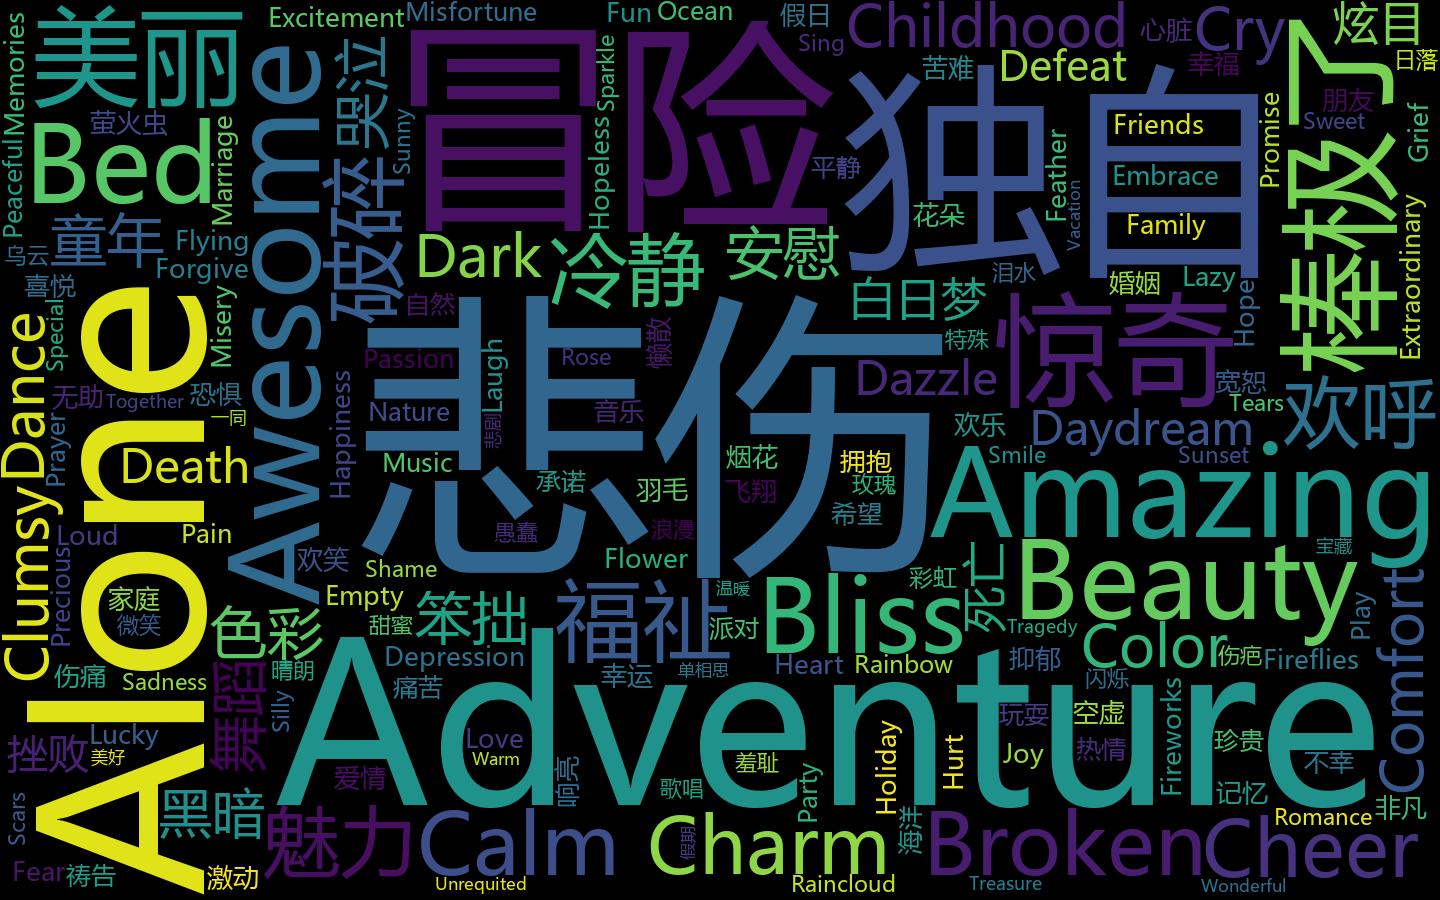 美丽
Excitement
Misfortune
Fun
Ocean
假日
Sing
Childhood
心脏
Cry
炫目
日落
Memories
Peaceful
萤火虫
Bed
Marriage
Awesome
哭泣
Sunny
冒险
Hopeless
Sparkle
平静
苦难
Defeat
幸福
独自
Friends
Embrace
Family
Promise
朋友
Sweet
Grief
棒极了
Extraordinary
乌云
童年
喜悦
Flying
Forgive
破碎
Dark
冷静
安慰
花朵
Feather
Vacation
泪水
白日梦
婚姻
Lazy
Hope
Dance
Special
Misery
自然
Passion
Nature
Laugh
悲伤
Rose
懒散
音乐
特殊
惊奇
Dazzle
宽恕
Tears
欢呼
Alone
无助
Together
恐惧
一同
Prayer
Death
Happiness
Music
悲剧
承诺
羽毛
烟花
飞翔
拥抱
玫瑰
希望
欢乐
Smile
Daydream
Sunset
Amazing
Clumsy
Loud
Pain
Precious
欢笑
愚蠢
浪漫
Flower
Shame
Empty
家庭
微笑
色彩
甜蜜
笨拙
福祉
温暖
派对
Bliss
彩虹
死亡
Beauty
宝藏
Tragedy
Play
Comfort
伤痛
Sadness
舞蹈
晴朗
Silly
Depression
痛苦
幸运
单相思
Heart
Rainbow
抑郁
Color
伤疤
Fireflies
闪烁
Adventure
挫败
Lucky
美好
Love
Warm
爱情
响亮
羞耻
歌唱
Party
Holiday
Hurt
玩耍
Joy
空虚
热情
Fireworks
珍贵
记忆
不幸
Scars
黑暗
魅力
Calm
Charm
假期
海洋
Broken
Cheer
Romance
非凡
Fear
祷告
激动
Unrequited
Raincloud
Treasure
Wonderful